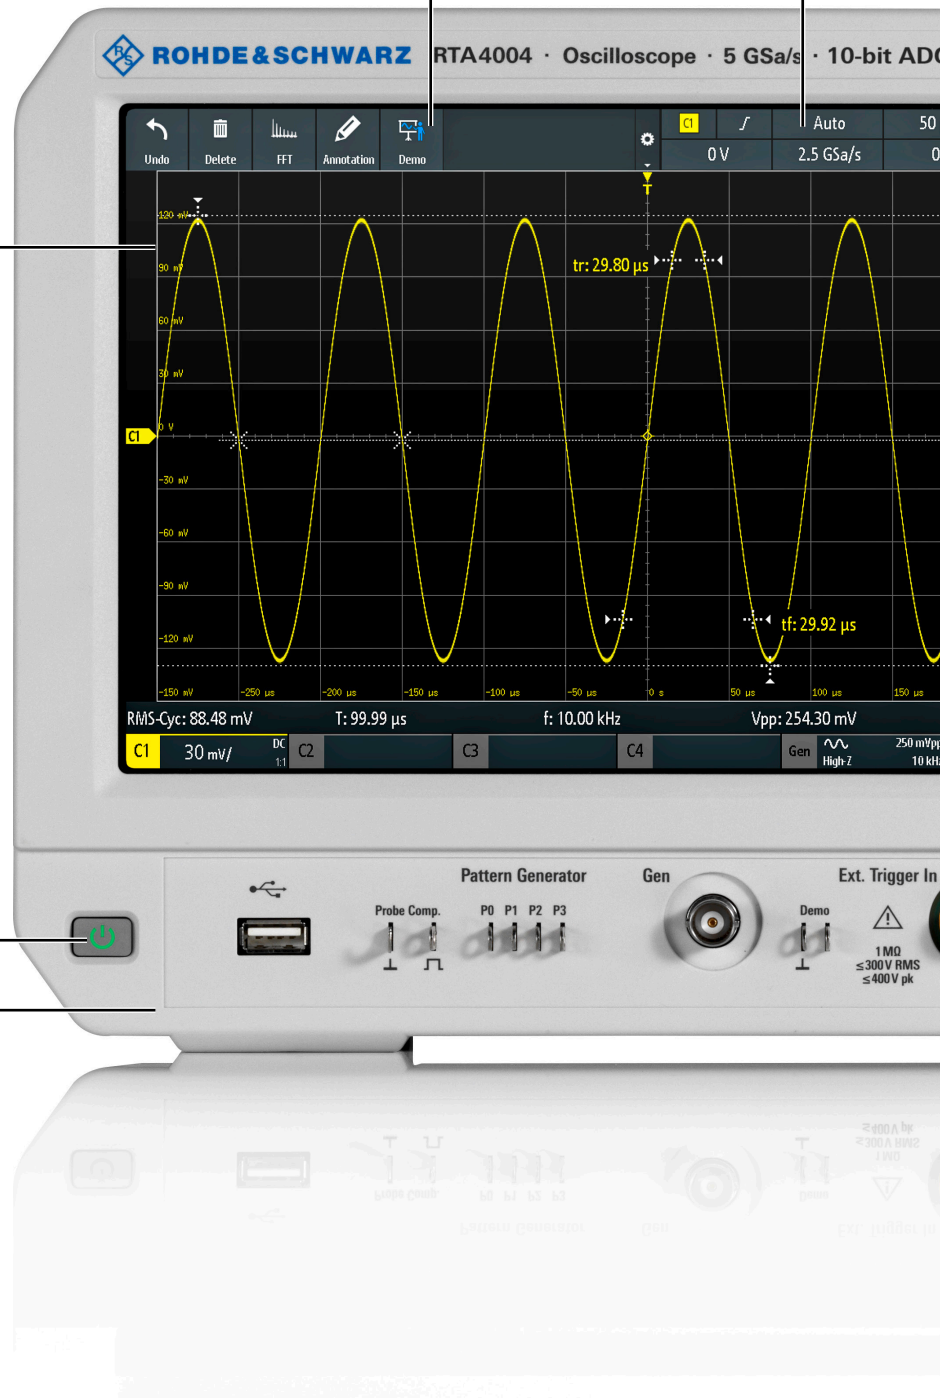 R&S ROHDE&SCHWARZ RTA4004 · Oscilloscope · 5 GSa/s · 10-bit ADC
Undo Delete FFT Annotation Demo
C1 Auto 50
0 V 2.5 GSa/s 0
T
120 mV
90 mV
tr: 29.80 µs
60 mV
30 mV
C1 0 V
-30 mV
-60 mV
-90 mV
tf: 29.92 µs
-120 mV
-150 mV -250 µs -200 µs -150 µs -100 µs -50 µs 0 s 50 µs 100 µs 150 µs
RMS-Cyc: 88.48 mV T: 99.99 µs f: 10.00 kHz Vpp: 254.30 mV
C1 30 mV/ DC 1:1 C2 C3 C4 Gen High-Z 250 mVpp 10 kHz
Pattern Generator Gen Ext. Trigger In
Probe Comp. P0 P1 P2 P3 Demo
1 MΩ
≤300 V RMS
≤400 V pk